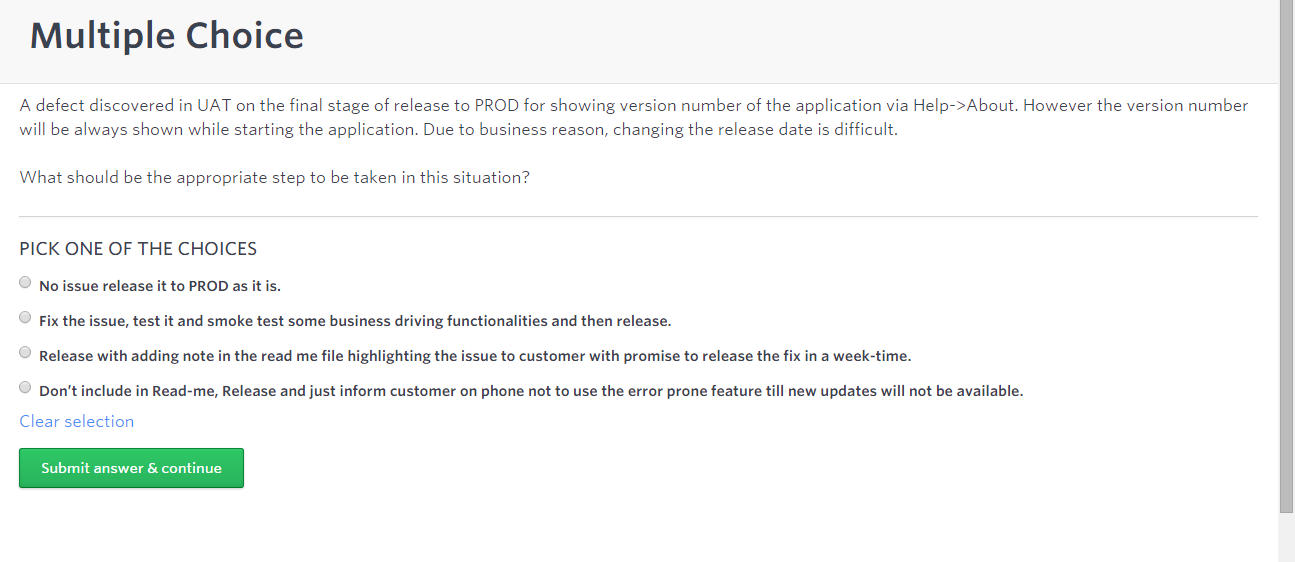 Multiple Choice
A defect discovered in UAT on the final stage of release to PROD for showing version number of the application via Help->About. However the version number
will be always shown while starting the application. Due to business reason, changing the release date is difficult.
What should be the appropriate step to be taken in this situation?
PICK ONE OF THE CHOICES
No issue release it to PROD as it is.
Fix the issue, test it and smoke test some business driving functionalities and then release.
Release with adding note in the read me file highlighting the issue to customer with promise to release the fix in a week-time.
Don’t include in Read-me, Release and just inform customer on phone not to use the error prone feature till new updates will not be available.
Clear selection
Submit answer & continue